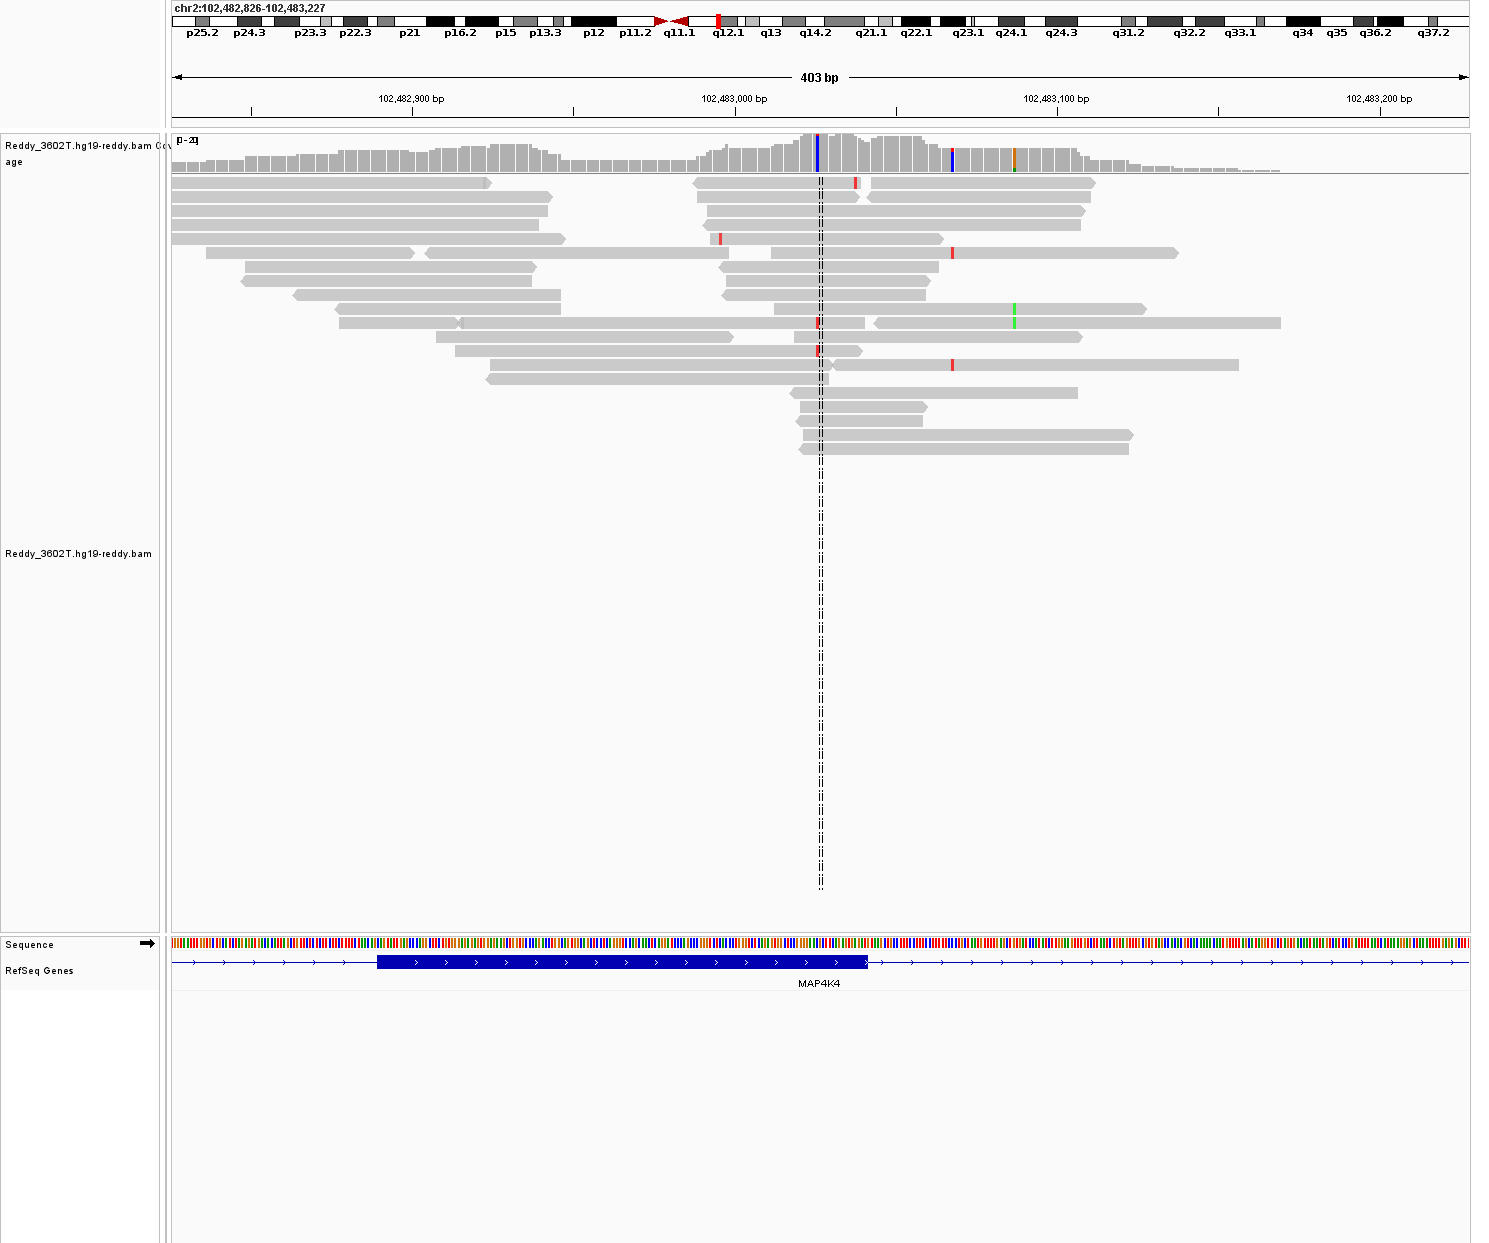 chr2:102,482,826-102,483,227
p25.2 p24.3 p23.3 p22.3 p21 p16.2 p15 p13.3 p12 p11.2 q11.1 q12.1 q13 q14.2 q21.1 q22.1 q23.1 q24.1 q24.3 q31.2 q32.2 q33.1 q34 q35 q36.2 q37.2
403 bp
102,482,900 bp 102,483,000 bp 102,483,100 bp 102,483,200 bp
Reddy_3602T.hg19-reddy.bam Cov
age
[0 - 20]
Reddy_3602T.hg19-reddy.bam
Sequence
RefSeq Genes
MAP4K4